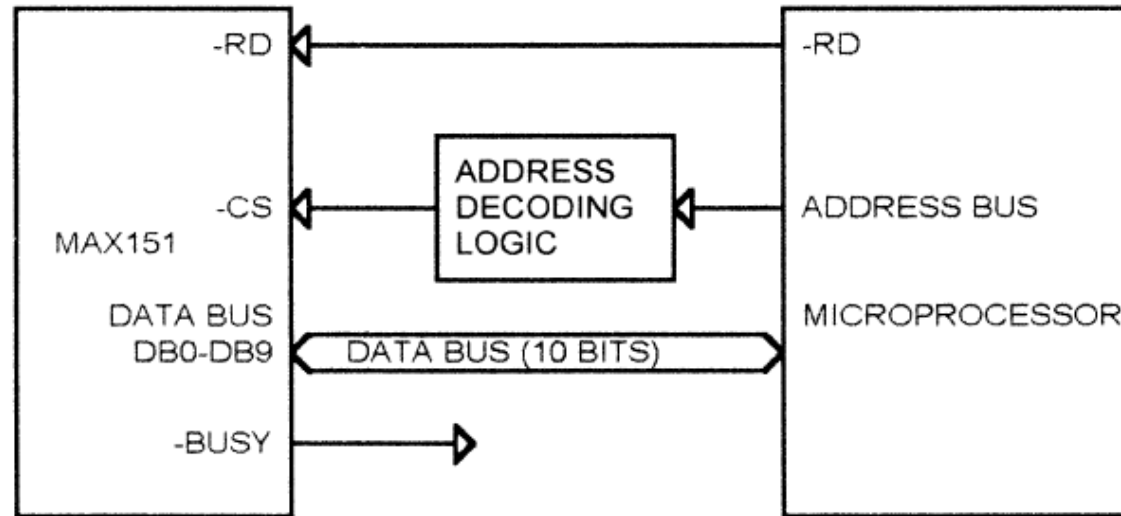 -RD
-RD
ADDRESS
DECODING
LOGIC
-CS
ADDRESS BUS
MAX151
DATA BUS
MICROPROCESSOR
DB0-DB9
DATA BUS (10 BITS)
-BUSY